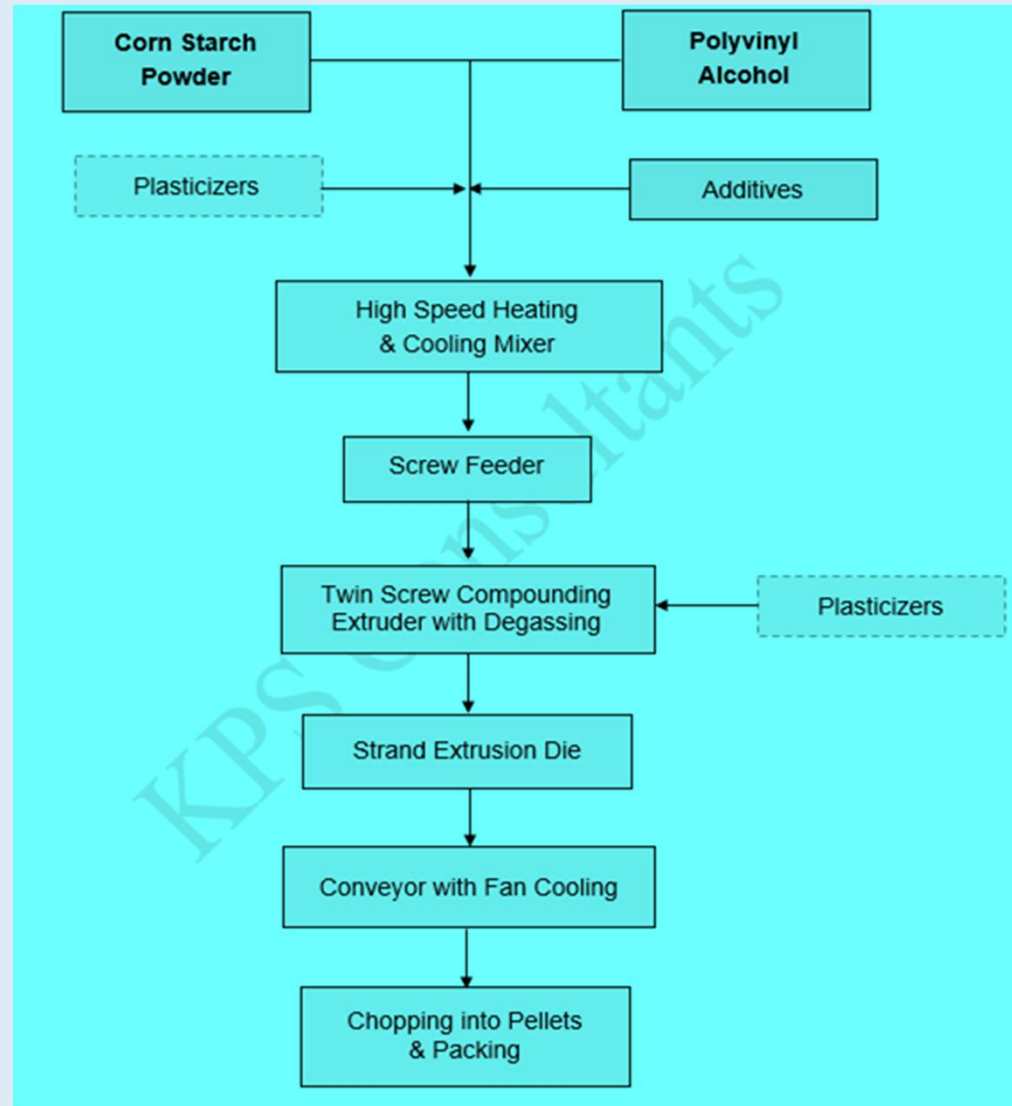 Corn Starch
Powder
Polyvinyl
Alcohol
Plasticizers
Additives
High Speed Heating
& Cooling Mixer
Screw Feeder
Twin Screw Compounding
Extruder with Degassing
Plasticizers
Strand Extrusion Die
Conveyor with Fan Cooling
Chopping into Pellets
& Packing
KPS Consultants